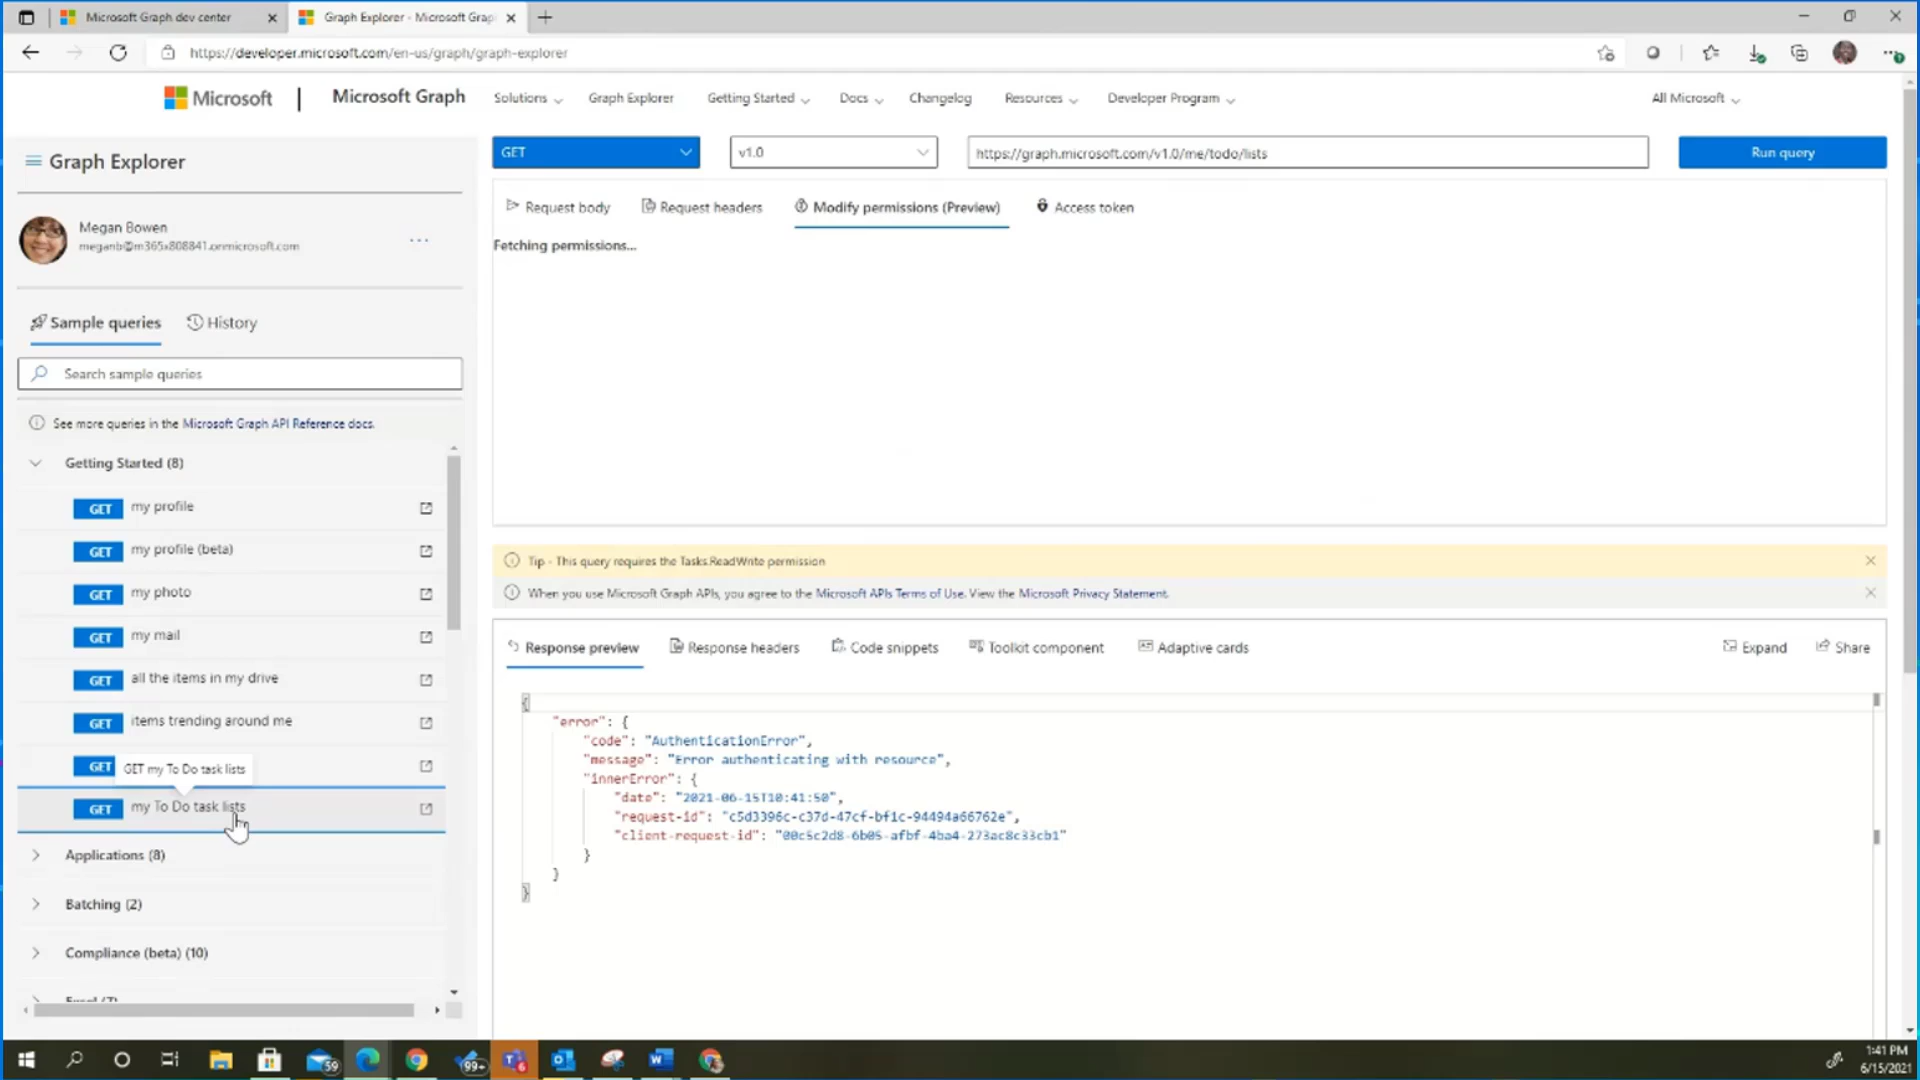 Microsoft Graph dev center
Graph Explorer - Microsoft Grap
https://developer.microsoft.com/en-us/graph/graph-explorer
Microsoft
Microsoft Graph
Solutions
Graph Explorer
Getting Started
Docs
Changelog
Resources
Developer Program
All Microsoft
Graph Explorer
GET
v1.0
https://graph.microsoft.com/v1.0/me/todo/lists
Run query
Megan Bowen
meganb@m365x808841.onmicrosoft.com
...
Request body
Request headers
Modify permissions (Preview)
Access token
Fetching permissions...
Sample queries
History
Search sample queries
See more queries in the Microsoft Graph API Reference docs.
Getting Started (8)
GET my profile
GET my profile (beta)
GET my photo
GET my mail
GET all the items in my drive
GET items trending around me
GET
GET my To Do task lists
GET my To Do task lists
Applications (8)
Batching (2)
Compliance (beta) (10)
Excel (7)
Tip - This query requires the Tasks.ReadWrite permission
When you use Microsoft Graph APIs, you agree to the Microsoft APIs Terms of Use. View the Microsoft Privacy Statement.
Response preview
Response headers
Code snippets
Toolkit component
Adaptive cards
Expand
Share
{
"error": {
"code": "AuthenticationError",
"message": "Error authenticating with resource",
"innerError": {
"date": "2021-06-15T10:41:50",
"request-id": "c5d3396c-c37d-47cf-bf1c-94494a66762e",
"client-request-id": "00c5c2d8-6b05-afbf-4ba4-273ac8c33cb1"
}
}
}
59
99+
6
1:41 PM
6/15/2021